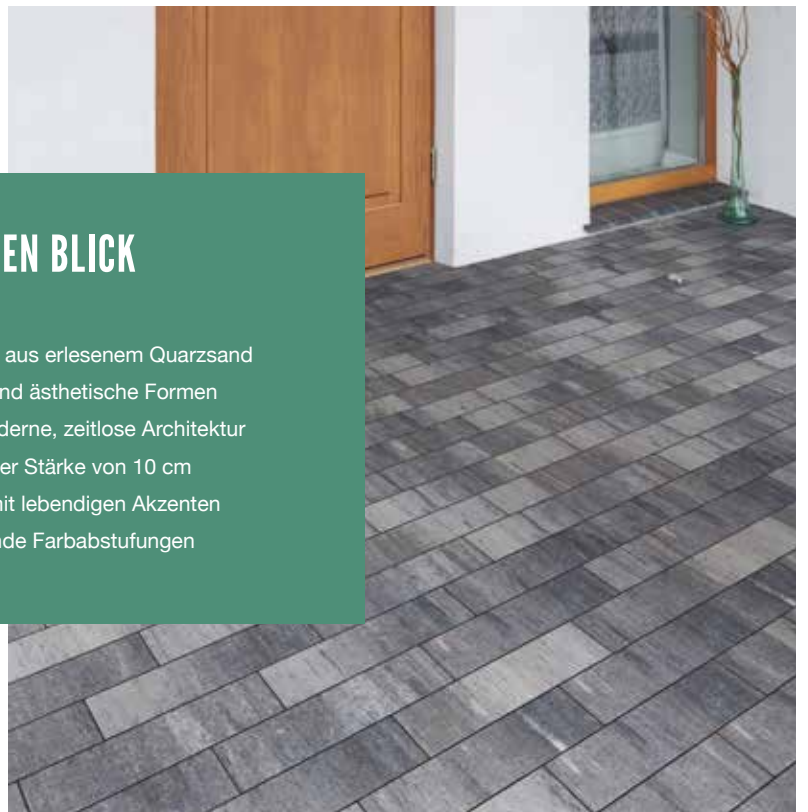 EN BLICK
aus erlesenem Quarzsand
nd ästhetische Formen
derne, zeitlose Architektur
er Stärke von 10 cm
nit lebendigen Akzenten
nde Farbabstufungen